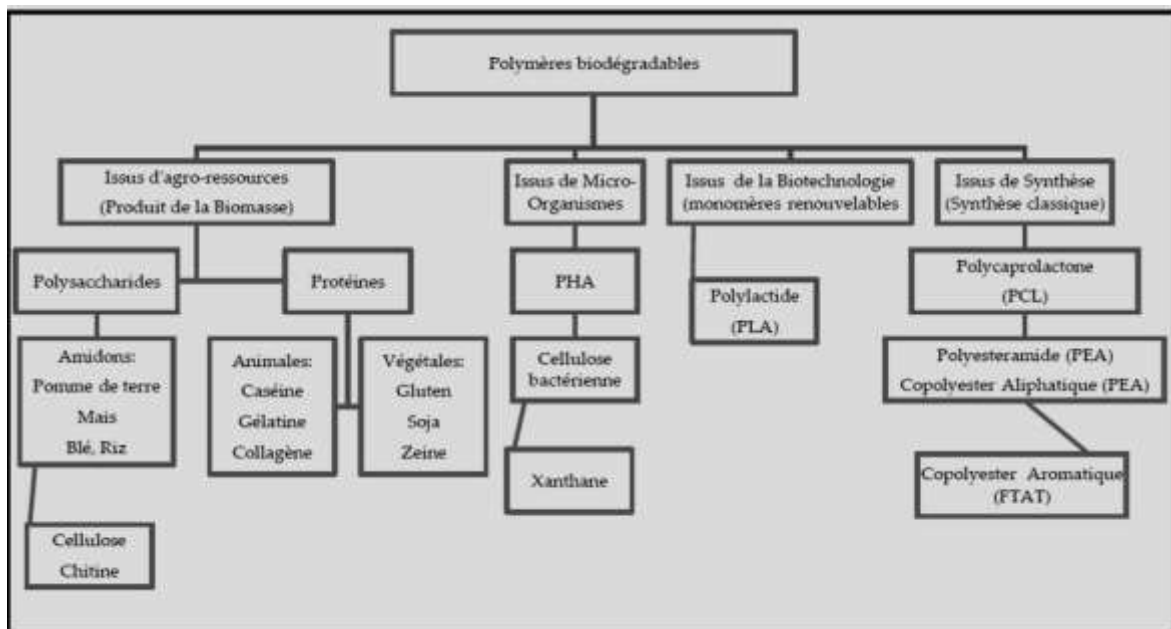 Polymères biodégradables
Issus d'agro-ressources
(Produit de la Biomasse)
Issus de Micro-
Organismes
Issus de la Biotechnologie
(monomères renouvelables
Issus de Synthèse
(Synthèse classique)
Polysaccharides
Protéines
PHA
Polylactide
(PLA)
Polycaprolactone
(PCL)
Amidons:
Pomme de terre
Mais
Blé, Riz
Animales:
Caséine
Gélatine
Collagène
Végétales:
Gluten
Soja
Zeine
Cellulose
bactérienne
Polyesteramide (PEA)
Copolyester Aliphatique (PEA)
Xanthane
Copolyester Aromatique
(FTAT)
Cellulose
Chitine